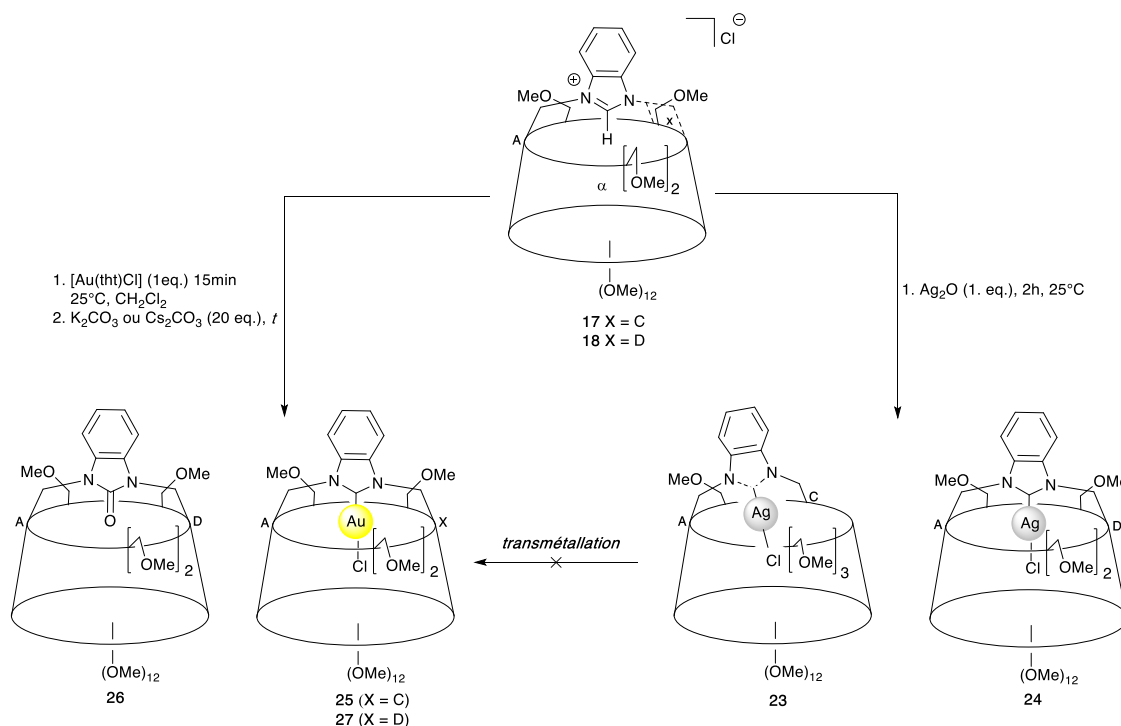 Cl ⊖
⊕
MeO N N OMe
x
A H
OMe 2
α
(OMe)12
17 X = C
18 X = D
1. [Au(tht)Cl] (1eq.) 15min
25°C, CH2Cl2
2. K2CO3 ou Cs2CO3 (20 eq.), t
1. Ag2O (1. eq.), 2h, 25°C
MeO N N OMe
A O D
OMe 2
(OMe)12
26
MeO N N OMe
A Au X
Cl OMe 2
(OMe)12
25 (X = C)
27 (X = D)
transmétallation
MeO N N
A Ag C
Cl OMe 3
(OMe)12
23
MeO N N OMe
A Ag D
Cl OMe 2
(OMe)12
24